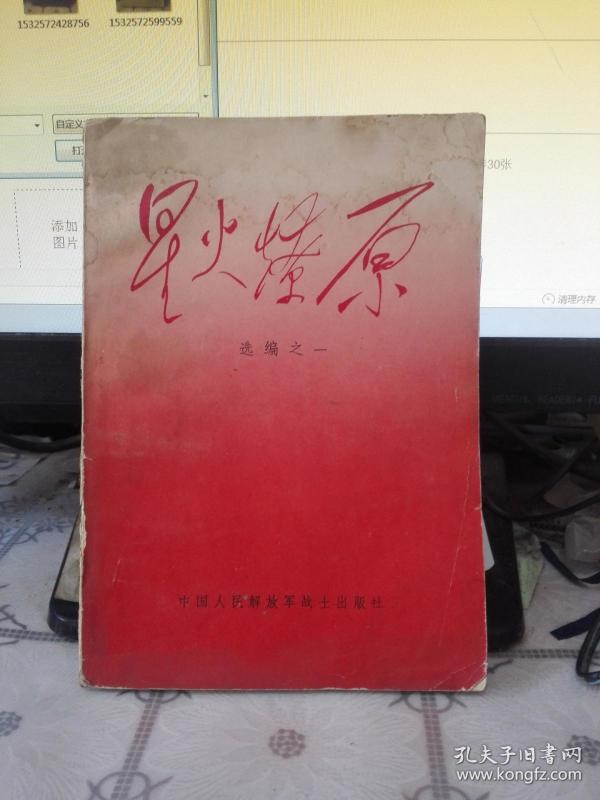 1532572428756
1532572599559
自定义
打
30张
添加
图片
清理内存
星火燎原
选编之一
中国人民解放军战士出版社
孔夫子旧书网
www.kongfz.com